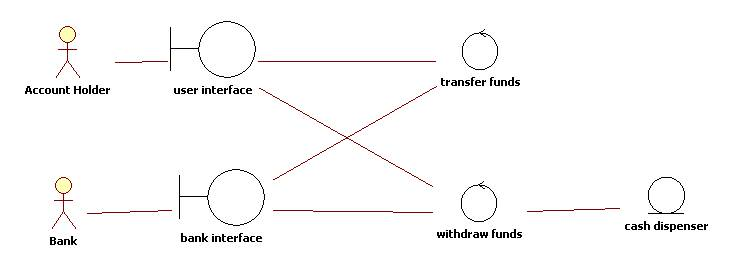 Account Holder
user interface
transfer funds
Bank
bank interface
withdraw funds
cash dispenser